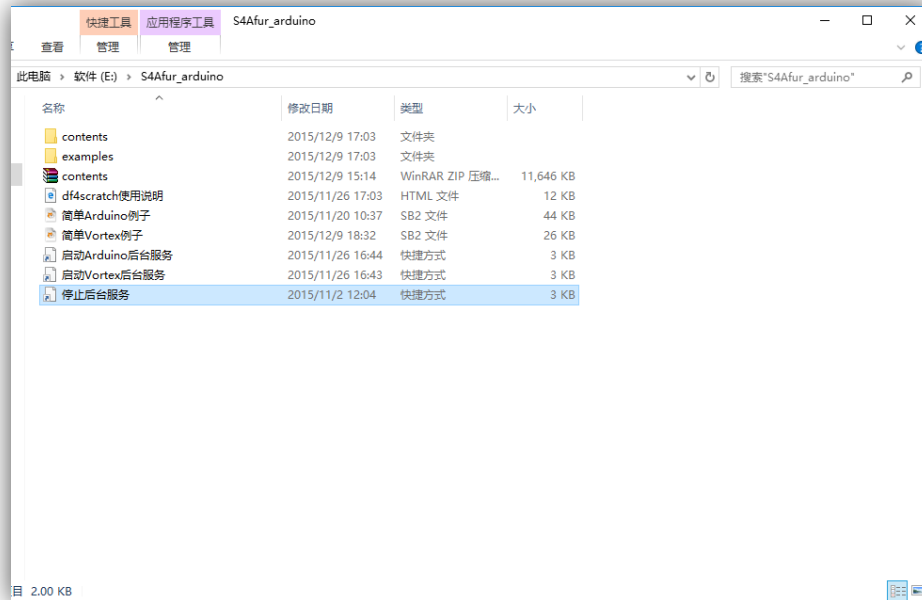 快捷工具 应用程序工具 S4Afur_arduino
查看 管理 管理
此电脑 › 软件 (E:) › S4Afur_arduino 搜索"S4Afur_arduino"
名称 修改日期 类型 大小
contents 2015/12/9 17:03 文件夹
examples 2015/12/9 17:03 文件夹
contents 2015/12/9 15:14 WinRAR ZIP 压缩... 11,646 KB
df4scratch使用说明 2015/11/26 17:03 HTML 文件 12 KB
简单Arduino例子 2015/11/20 10:37 SB2 文件 44 KB
简单Vortex例子 2015/12/9 18:32 SB2 文件 26 KB
启动Arduino后台服务 2015/11/26 16:44 快捷方式 3 KB
启动Vortex后台服务 2015/11/26 16:43 快捷方式 3 KB
停止后台服务 2015/11/2 12:04 快捷方式 3 KB
目 2.00 KB